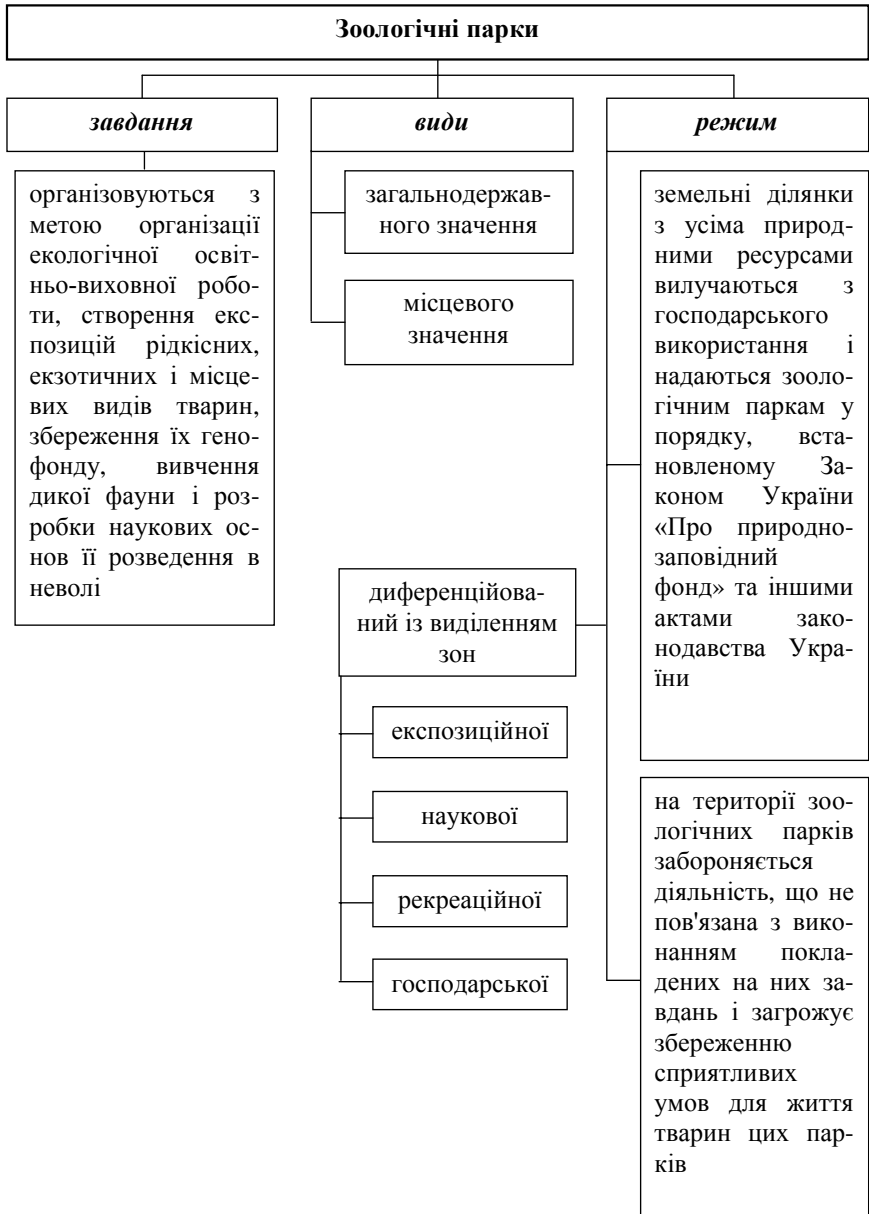 Зоологічні парки
завдання
види
режим
організовуються з
метою організації
екологічної освіт-
ньо-виховної робо-
ти, створення екс-
позицій рідкісних,
екзотичних і місце-
вих видів тварин,
збереження їх гено-
фонду, вивчення
дикої фауни і роз-
робки наукових ос-
нов її розведення в
неволі
загальнодержав-
ного значення
місцевого
значення
земельні ділянки
з усіма природ-
ними ресурсами
вилучаються з
господарського
використання і
надаються зооло-
гічним паркам у
порядку, вста-
новленому За-
коном України
«Про природно-
заповідний
фонд» та іншими
актами зако-
нодавства Укра-
їни
диференційова-
ний із виділенням
зон
експозиційної
наукової
рекреаційної
господарської
на території зоо-
логічних парків
забороняється
діяльність, що не
пов'язана з вико-
нанням покла-
дених на них за-
вдань і загрожує
збереженню
сприятливих
умов для життя
тварин цих пар-
ків